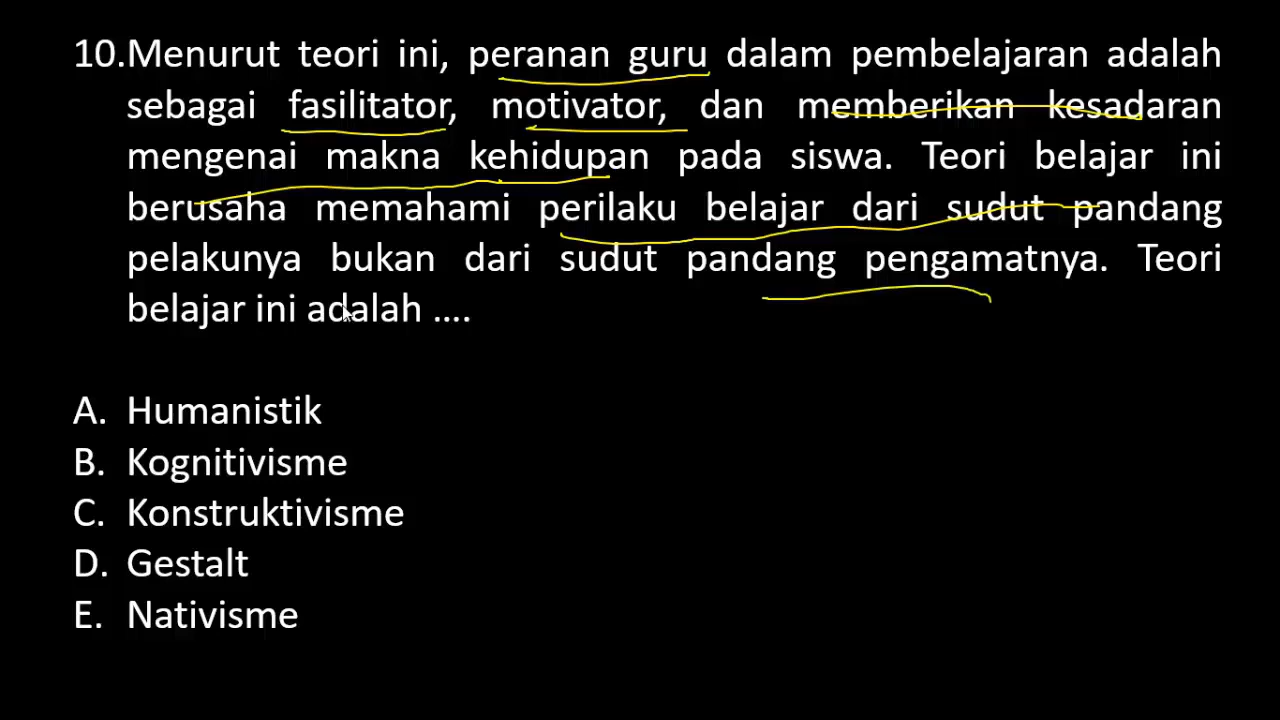 10.Menurut teori ini, peranan guru dalam pembelajaran adalah
sebagai fasilitator, motivator, dan memberikan kesadaran
mengenai makna kehidupan pada siswa. Teori belajar ini
berusaha memahami perilaku belajar dari sudut pandang
pelakunya bukan dari sudut pandang pengamatnya. Teori
belajar ini adalah ....
A. Humanistik
B. Kognitivisme
C. Konstruktivisme
D. Gestalt
E. Nativisme